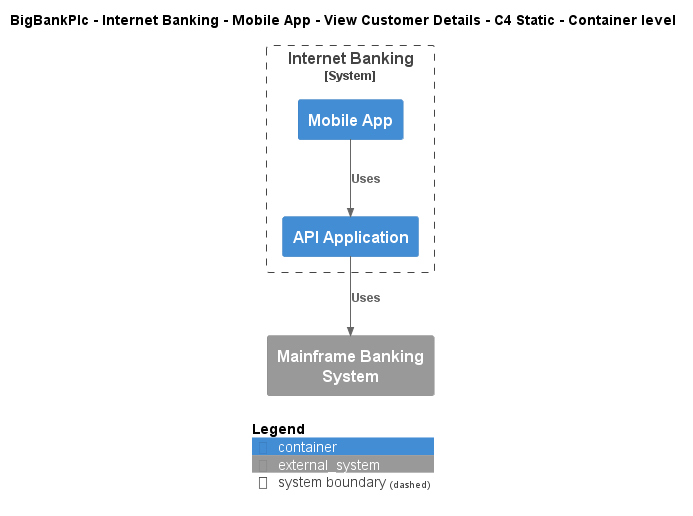 BigBankPlc - Internet Banking - Mobile App - View Customer Details - C4 Static - Container level
Internet Banking
[System]
Mobile App
Uses
API Application
Uses
Mainframe Banking
System
Legend
container
external_system
system boundary (dashed)